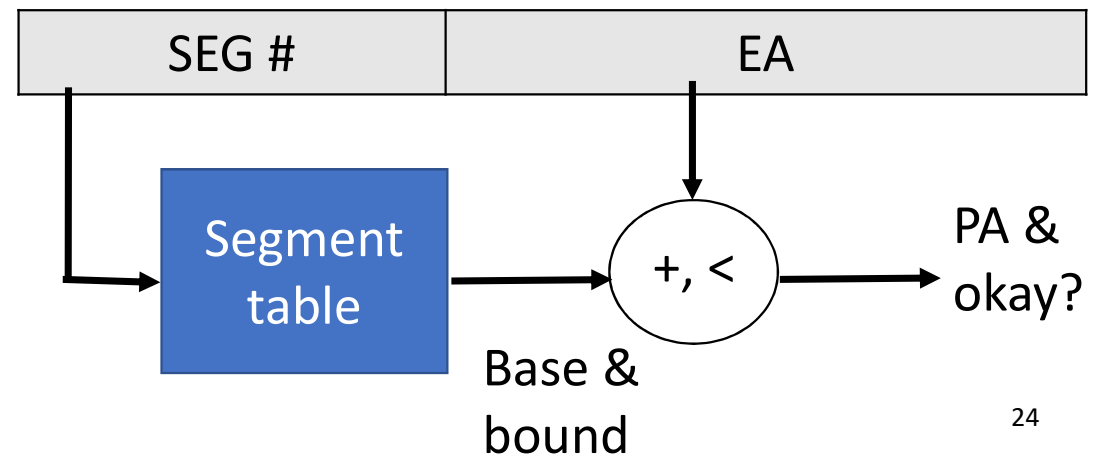 SEG #
EA
Segment
table
+, <
PA &
okay?
Base &
bound
24